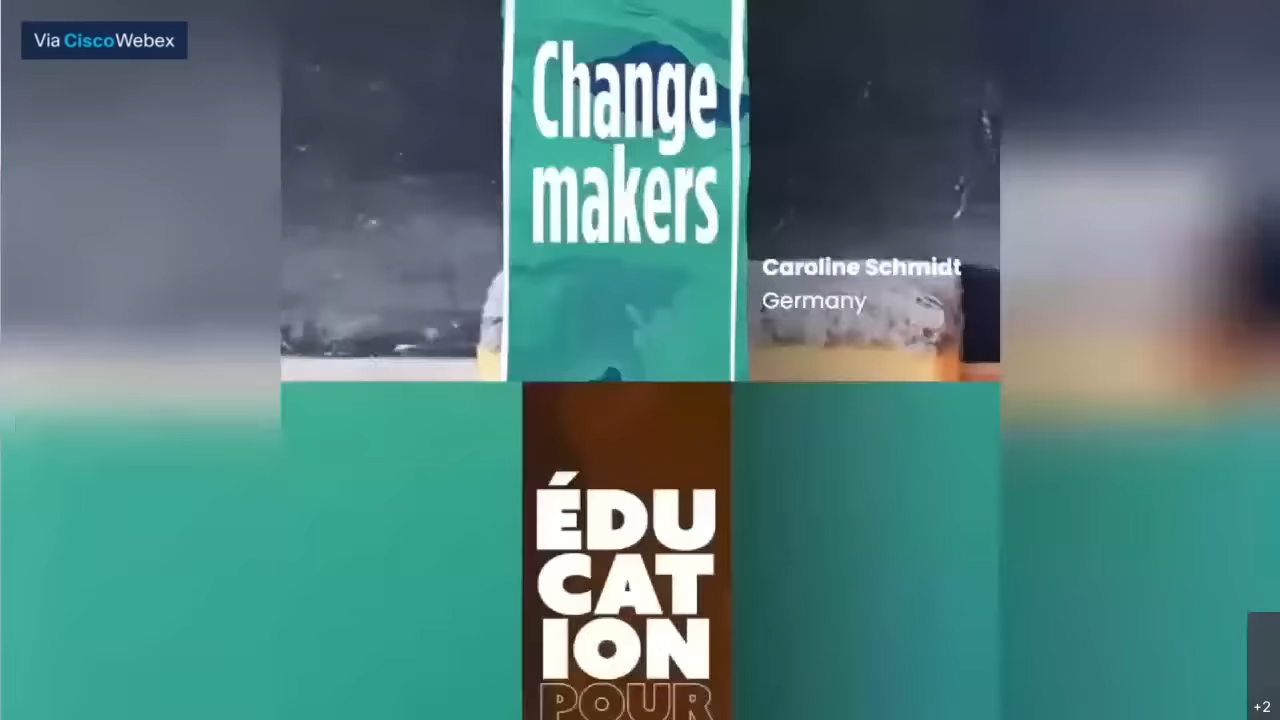 Via CiscoWebex
Change
makers
Caroline Schmidt
Germany
ÉDU
CAT
ION
POUR
+2